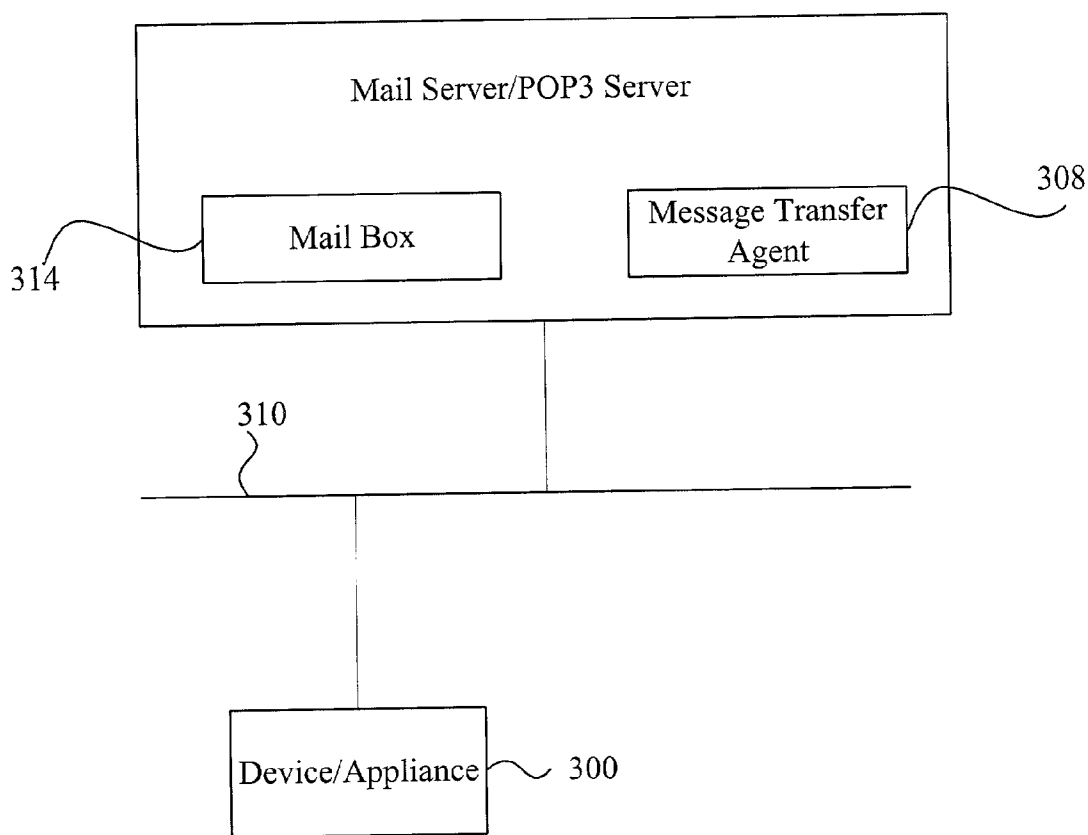 Mail Server/POP3 Server
308
Mail Box
Message Transfer
Agent
314
310
Device/Appliance
300